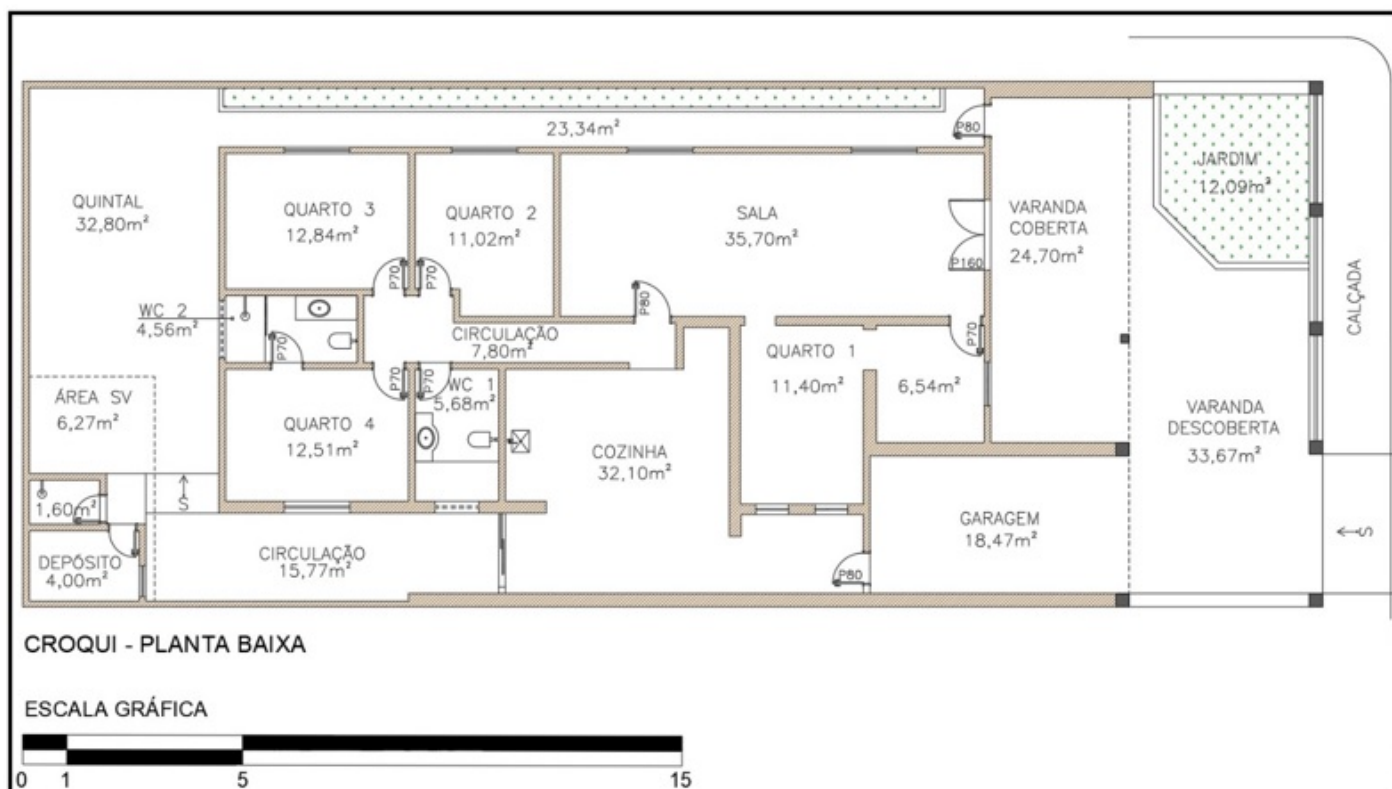 23,34m²
P80
JARDIM
12,09m²
QUINTAL
32,80m²
QUARTO 3
12,84m²
QUARTO 2
11,02m²
SALA
35,70m²
VARANDA
COBERTA
24,70m²
P160
CALÇADA
P70
P70
P80
WC 2
4,56m²
P70
CIRCULAÇÃO
7,80m²
QUARTO 1
11,40m²
P70
6,54m²
P70
P70
WC 1
5,68m²
ÁREA SV
6,27m²
QUARTO 4
12,51m²
COZINHA
32,10m²
VARANDA
DESCOBERTA
33,67m²
S
1,60m²
GARAGEM
18,47m²
S
DEPÓSITO
4,00m²
CIRCULAÇÃO
15,77m²
P80
CROQUI - PLANTA BAIXA
ESCALA GRÁFICA
0 1 5 15